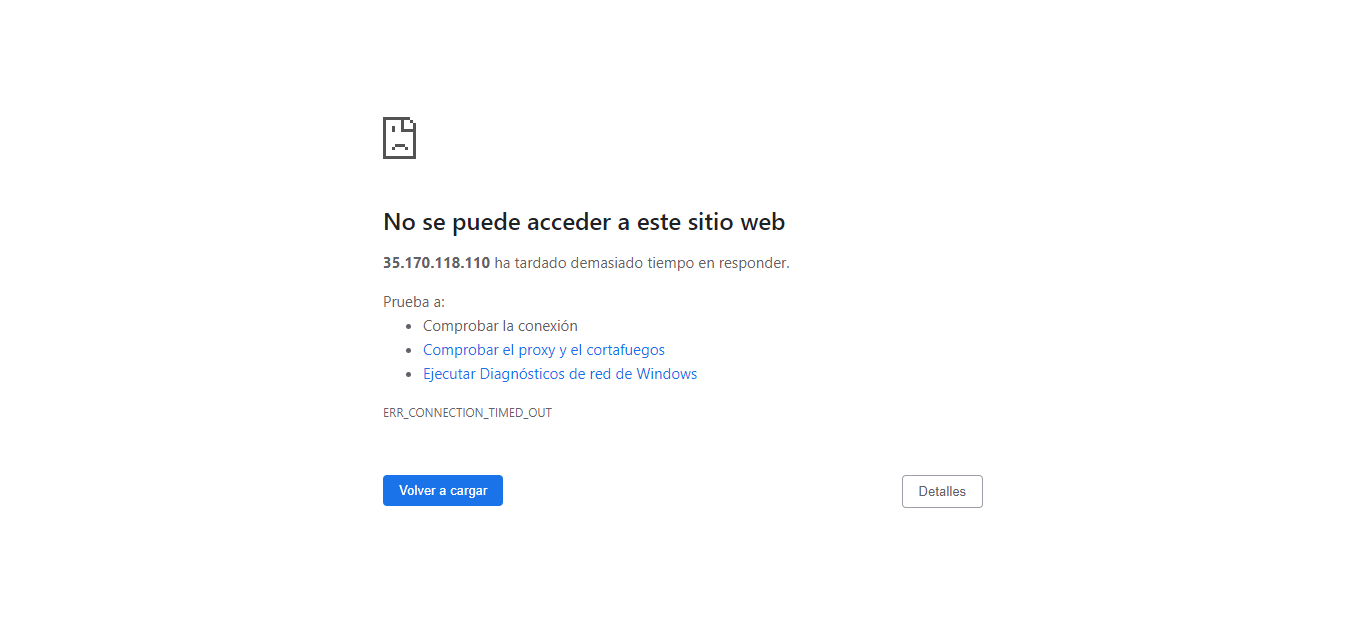 No se puede acceder a este sitio web
35.170.118.110 ha tardado demasiado tiempo en responder.
Prueba a:
Comprobar la conexión
Comprobar el proxy y el cortafuegos
Ejecutar Diagnósticos de red de Windows
ERR_CONNECTION_TIMED_OUT
Volver a cargar
Detalles